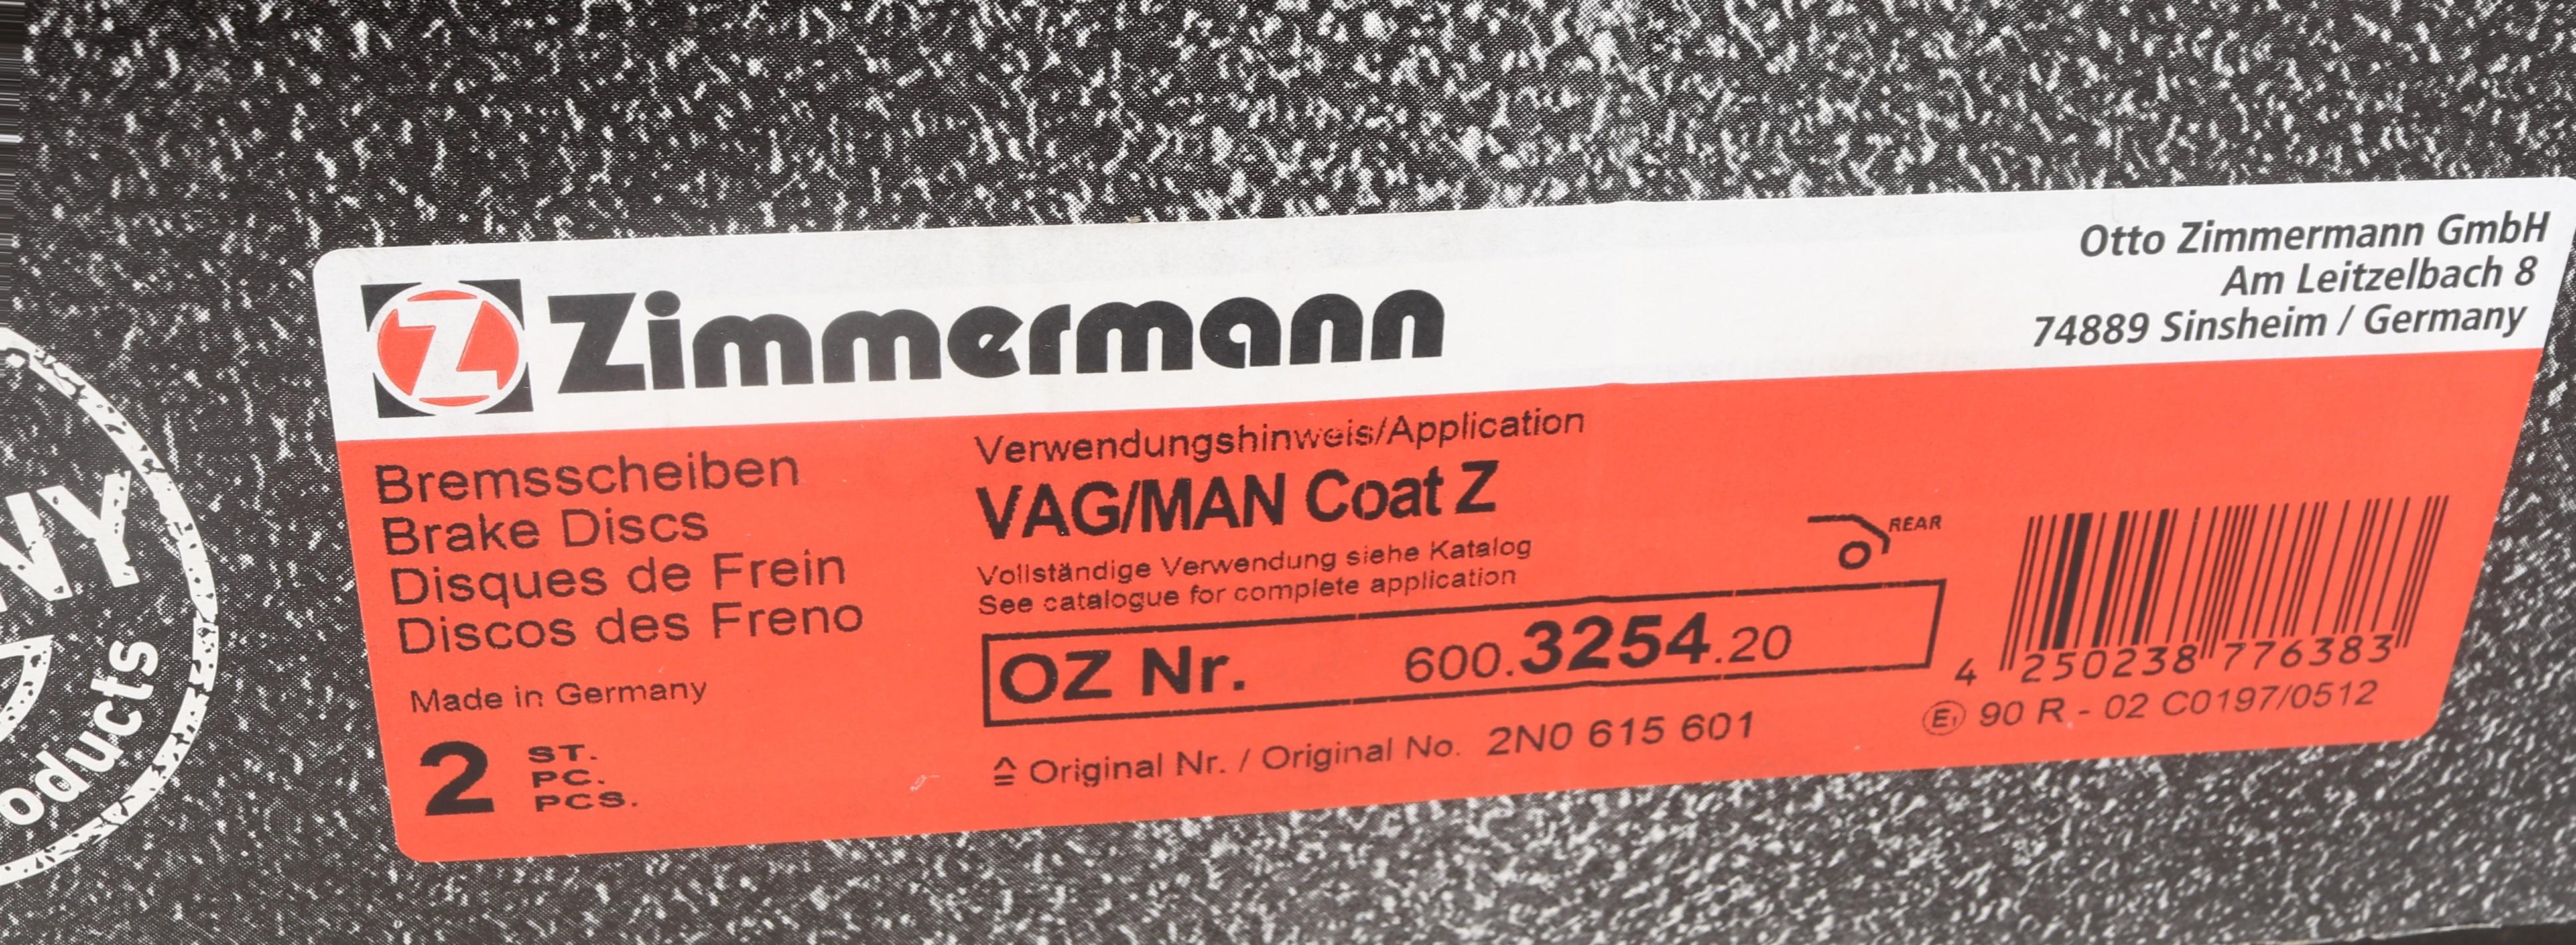 Zimmermann
Otto Zimmermann GmbH
Am Leitzelbach 8
74889 Sinsheim / Germany
Bremsscheiben
Brake Discs
Disques de Frein
Discos des Freno
Made in Germany
2 ST.
PC.
PCS.
Verwendungshinweis/Application
VAG/MAN Coat Z
Vollständige Verwendung siehe Katalog
See catalogue for complete application
REAR
OZ Nr. 600.3254.20
≙ Original Nr. / Original No. 2N0 615 601
4 250238 776383
E1 90 R - 02 C0197/0512